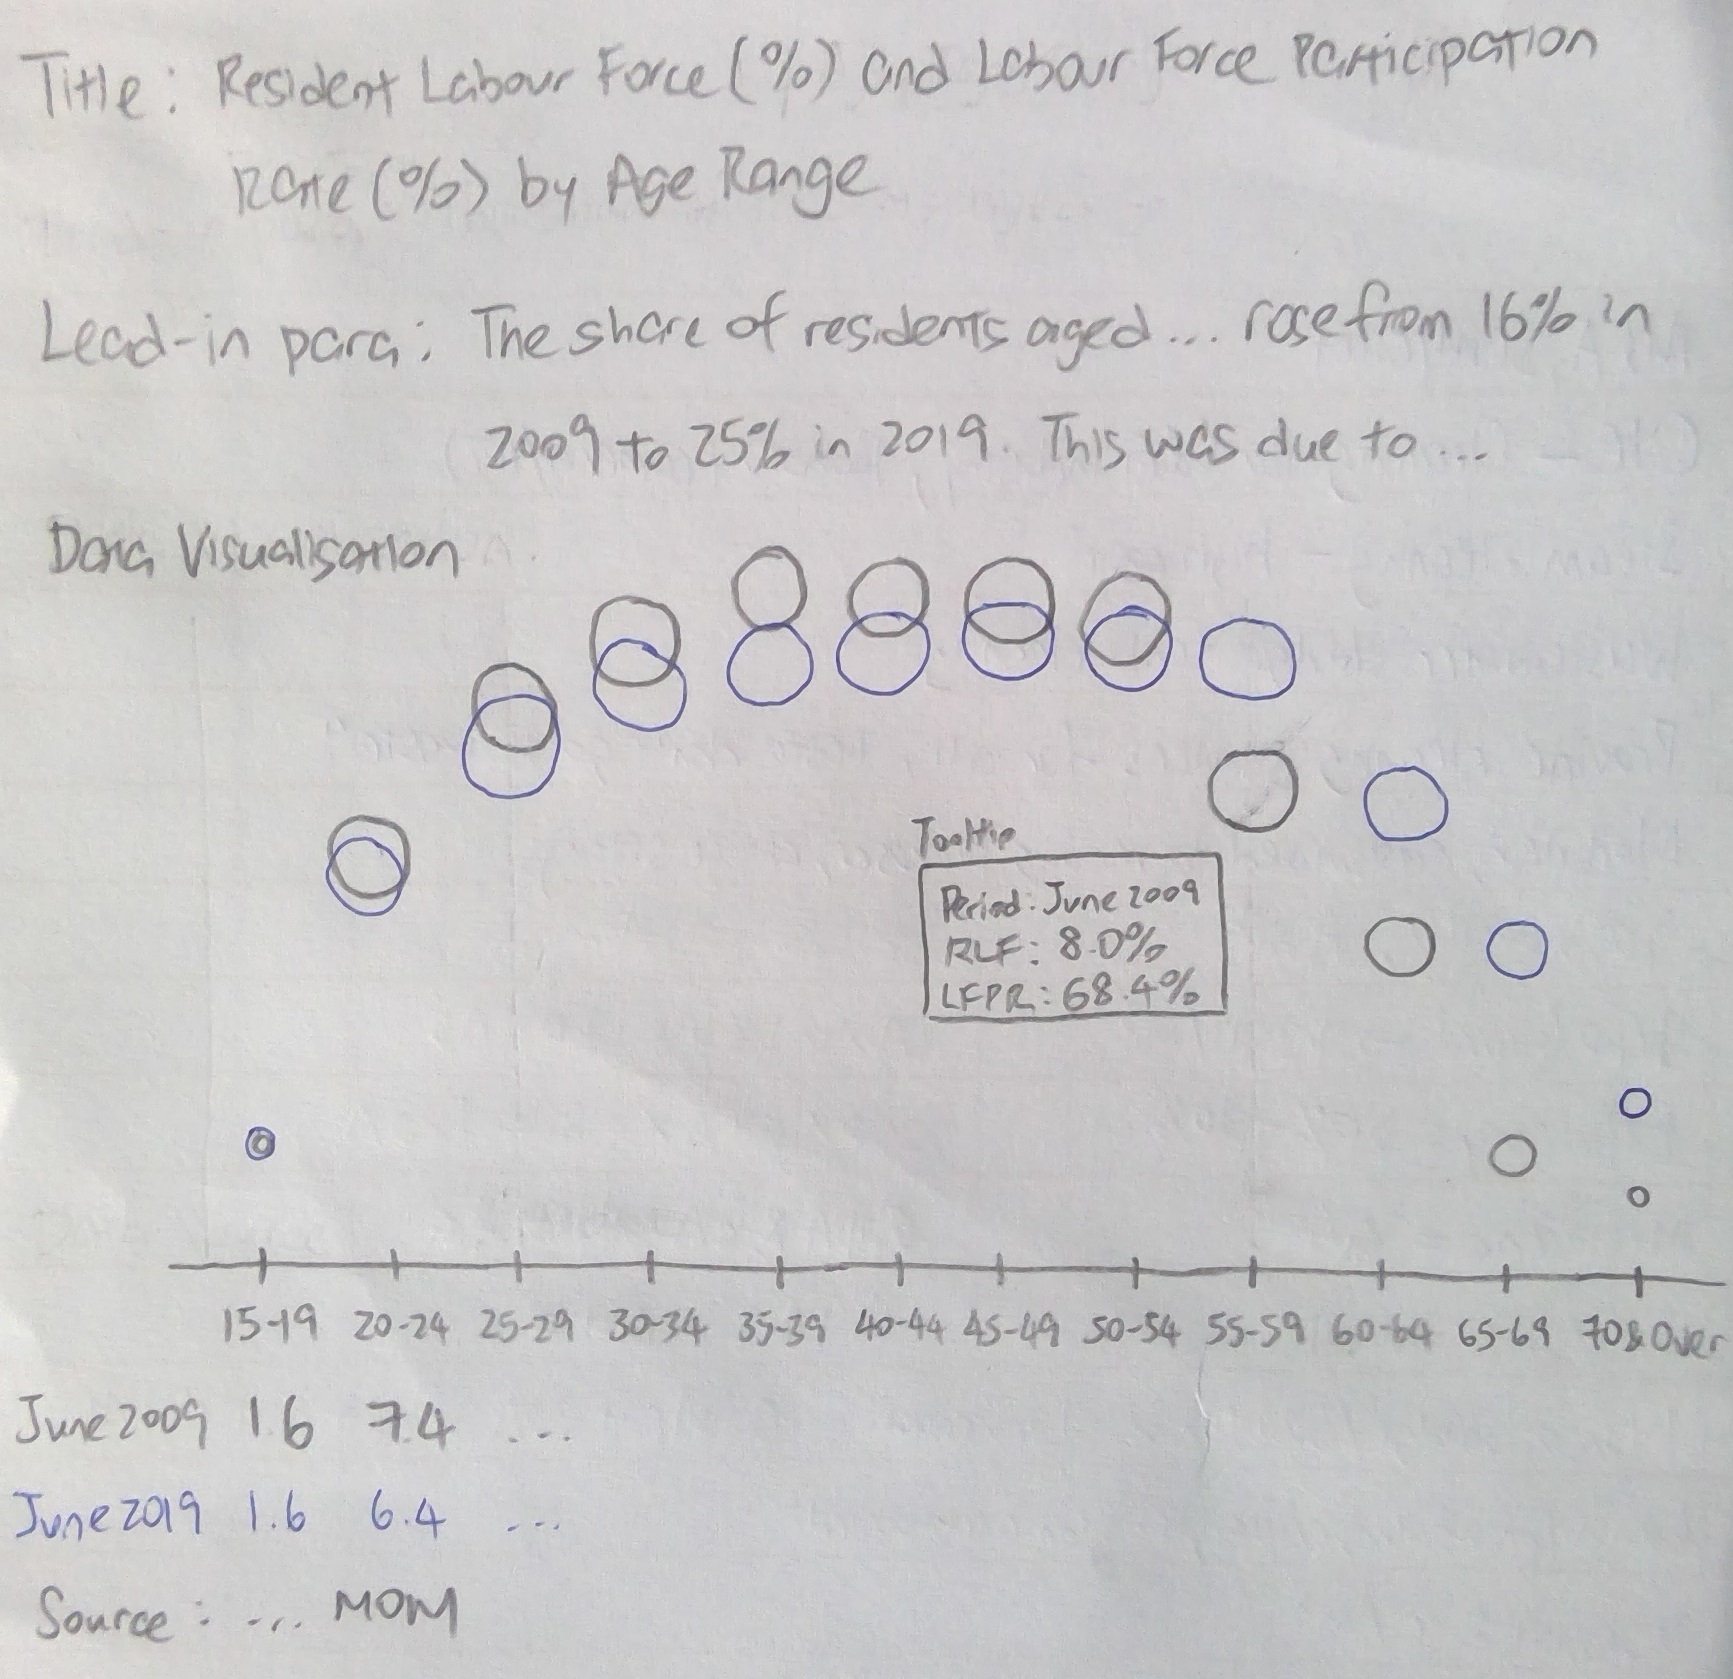 Title: Resident Labour Force (%) and Labour Force Participation
Rate (%) by Age Range
Lead-in para: The share of residents aged... rose from 16% in
2009 to 25% in 2019. This was due to...
Data Visualisation
Tooltip
Period: June 2009
RLF: 8.0%
LFPR: 68.4%
15-19 20-24 25-29 30-34 35-39 40-44 45-49 50-54 55-59 60-64 65-69 70 & Over
June 2009 1.6 7.4 ...
June 2019 1.6 6.4 ...
Source: ... MOM